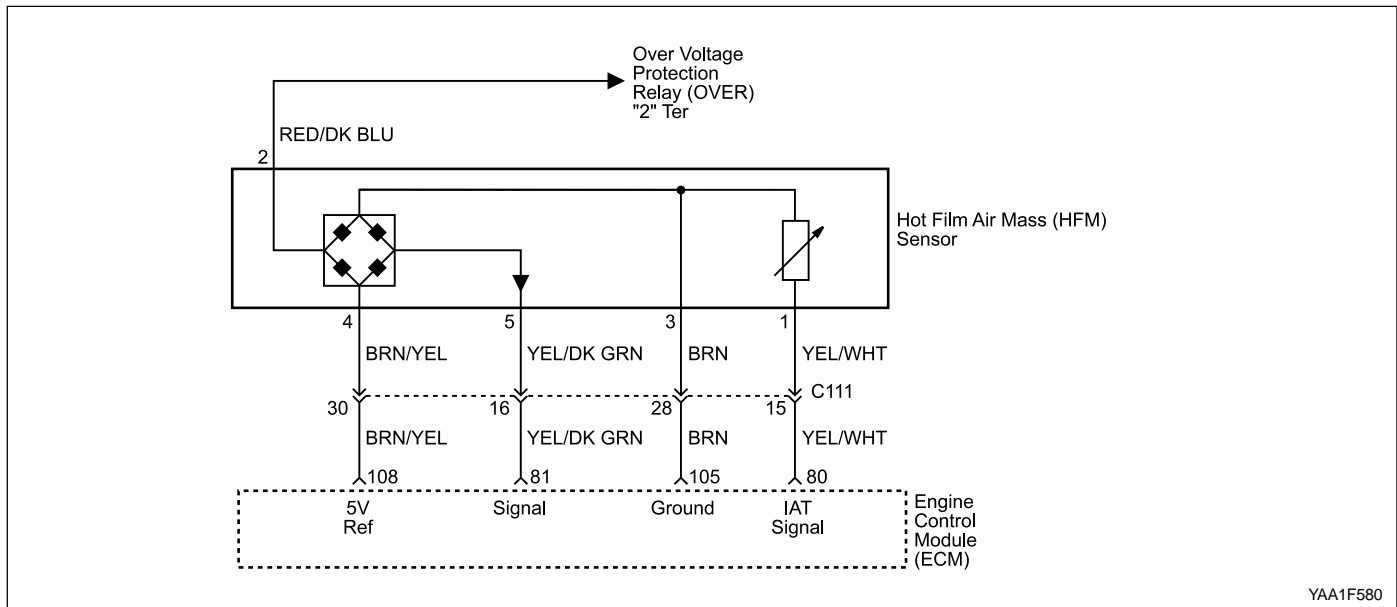 Over Voltage
Protection
Relay (OVER)
"2" Ter
RED/DK BLU
2
Hot Film Air Mass (HFM)
Sensor
4 5 3 1
BRN/YEL YEL/DK GRN BRN YEL/WHT
C111
30 16 28 15
BRN/YEL YEL/DK GRN BRN YEL/WHT
108 81 105 80
5V
Ref
Signal
Ground
IAT
Signal
Engine
Control
Module
(ECM)
YAA1F580